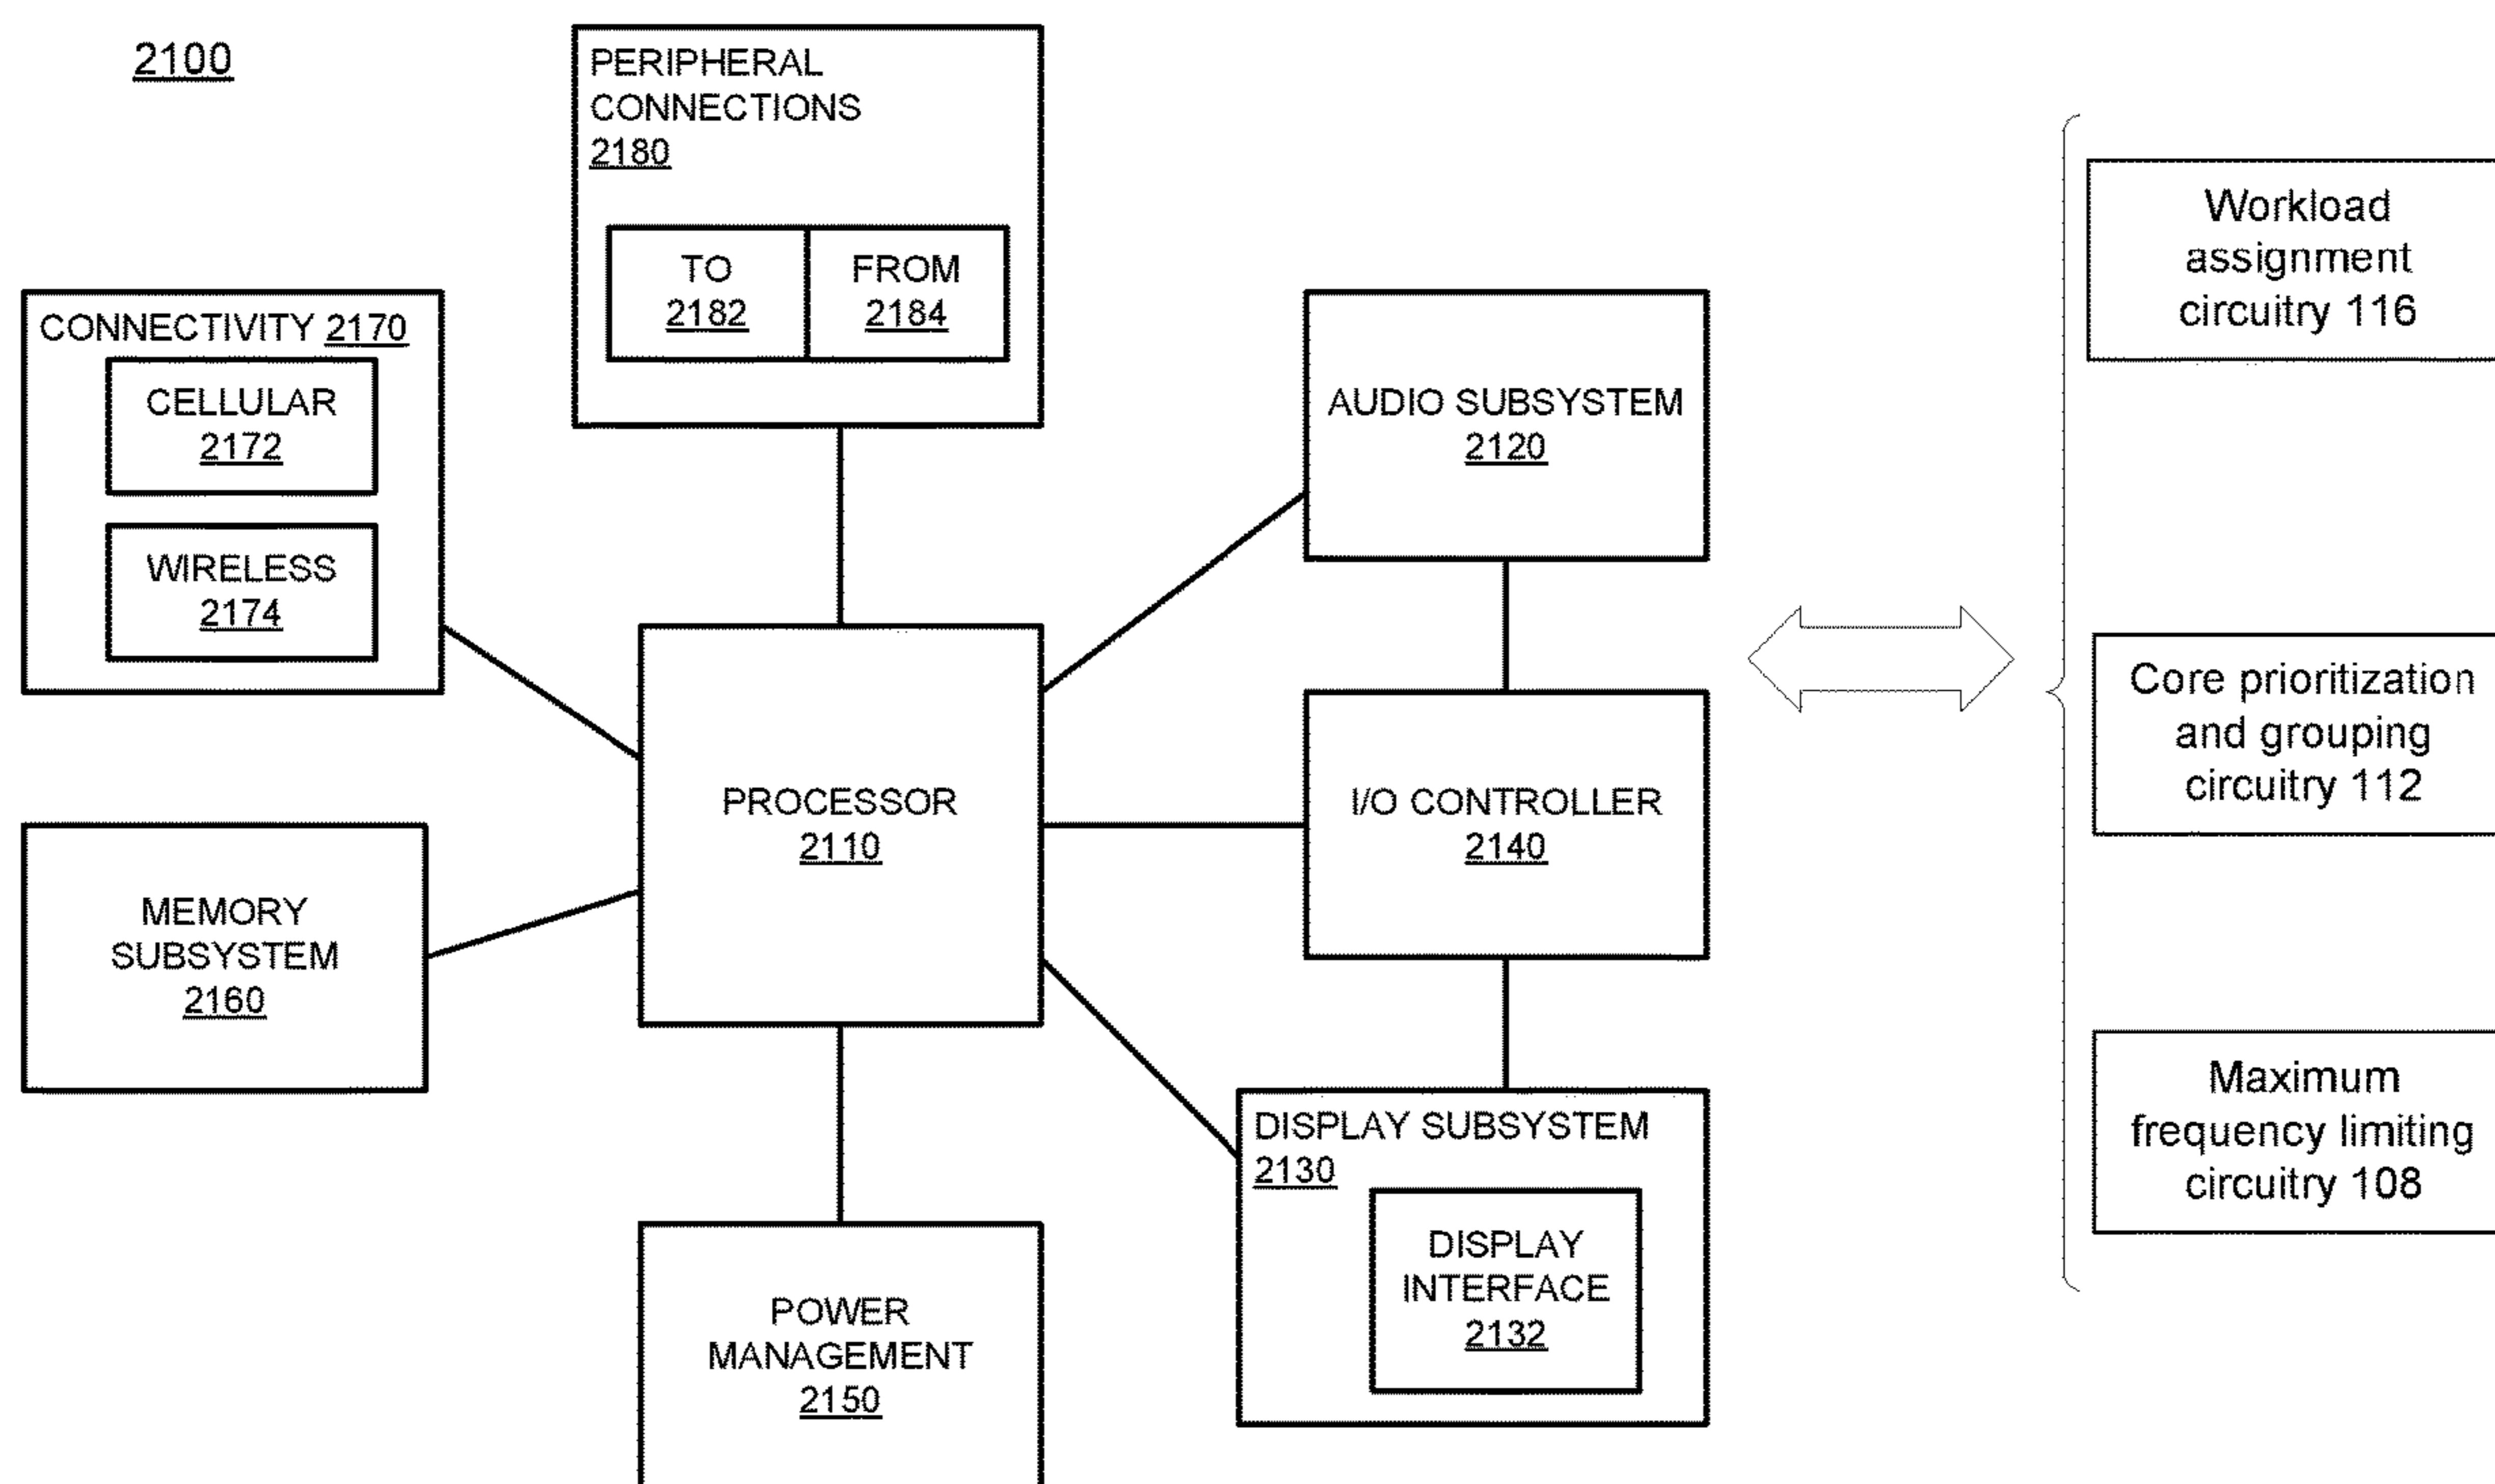 2100
PERIPHERAL
CONNECTIONS
2180
TO
2182
FROM
2184
CONNECTIVITY 2170
CELLULAR
2172
WIRELESS
2174
AUDIO SUBSYSTEM
2120
PROCESSOR
2110
I/O CONTROLLER
2140
MEMORY
SUBSYSTEM
2160
DISPLAY SUBSYSTEM
2130
DISPLAY
INTERFACE
2132
POWER
MANAGEMENT
2150
Workload
assignment
circuitry 116
Core prioritization
and grouping
circuitry 112
Maximum
frequency limiting
circuitry 108